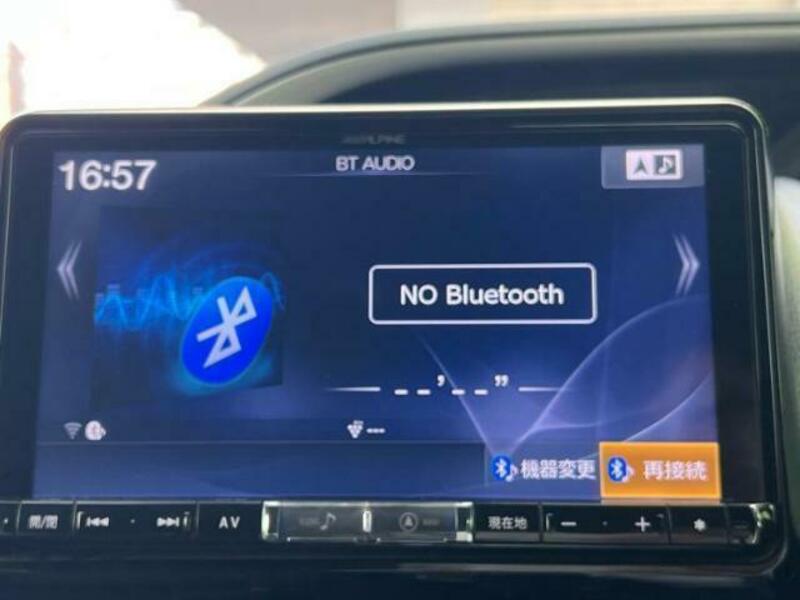 ALPINE
16:57
BT AUDIO
NO Bluetooth
--'--"
---
機器変更
再接続
開/閉
AV
現在地